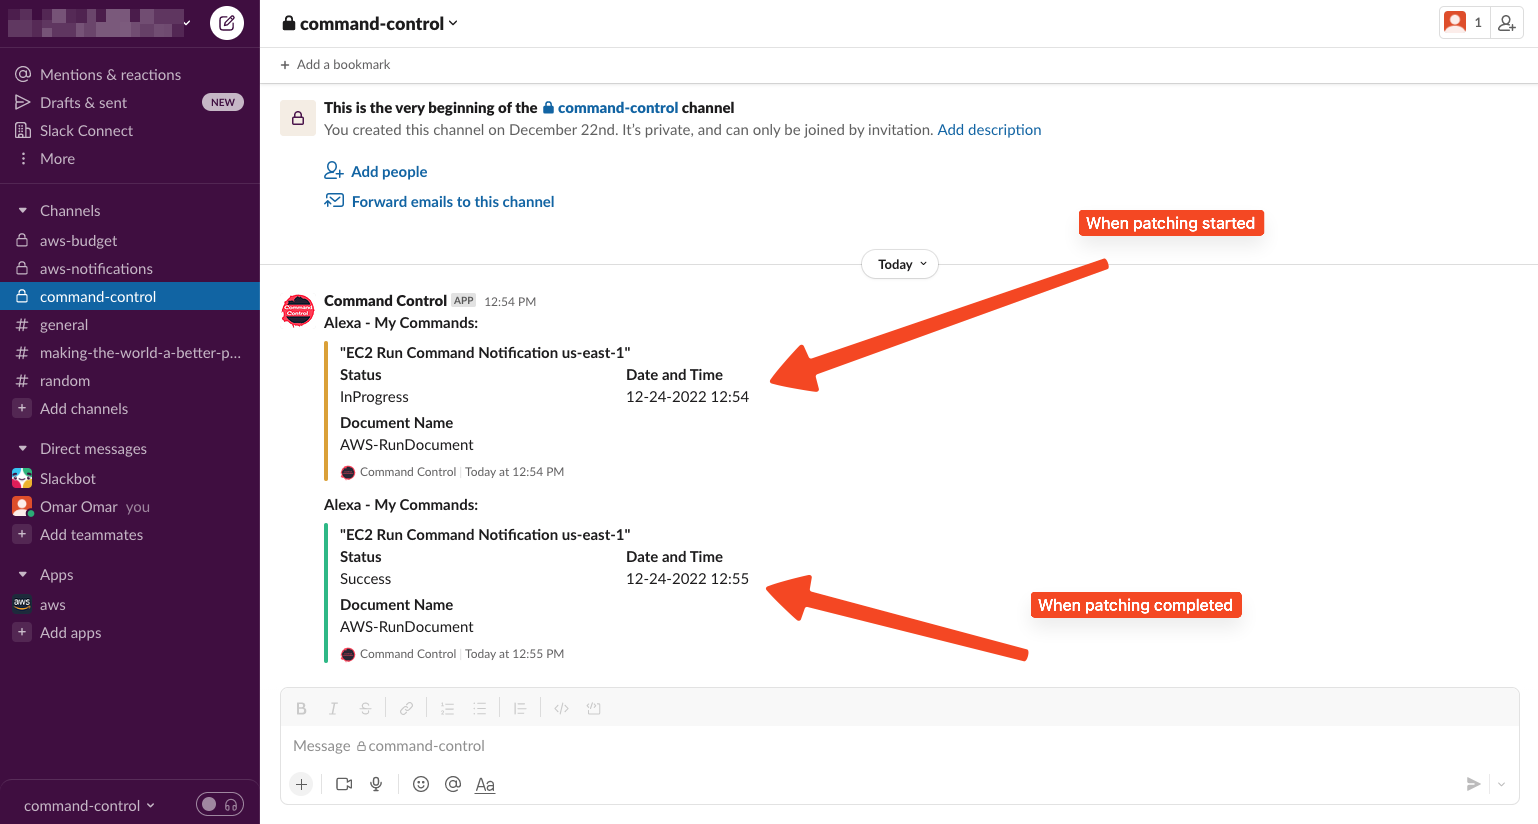 Mentions & reactions
Drafts & sent NEW
Slack Connect
More
Channels
aws-budget
aws-notifications
command-control
general
making-the-world-a-better-p...
random
Add channels
Direct messages
Slackbot
Omar Omar you
Add teammates
Apps
aws aws
Add apps
command-control
command-control
1
Add a bookmark
This is the very beginning of the command-control channel
You created this channel on December 22nd. It’s private, and can only be joined by invitation. Add description
Add people
Forward emails to this channel
When patching started
Today
Command Control APP 12:54 PM
Alexa - My Commands:
"EC2 Run Command Notification us-east-1"
Status Date and Time
InProgress 12-24-2022 12:54
Document Name
AWS-RunDocument
Command Control Today at 12:54 PM
Alexa - My Commands:
"EC2 Run Command Notification us-east-1"
Status Date and Time
Success 12-24-2022 12:55
When patching completed
Document Name
AWS-RunDocument
Command Control Today at 12:55 PM
B I S
Message command-control
Aa